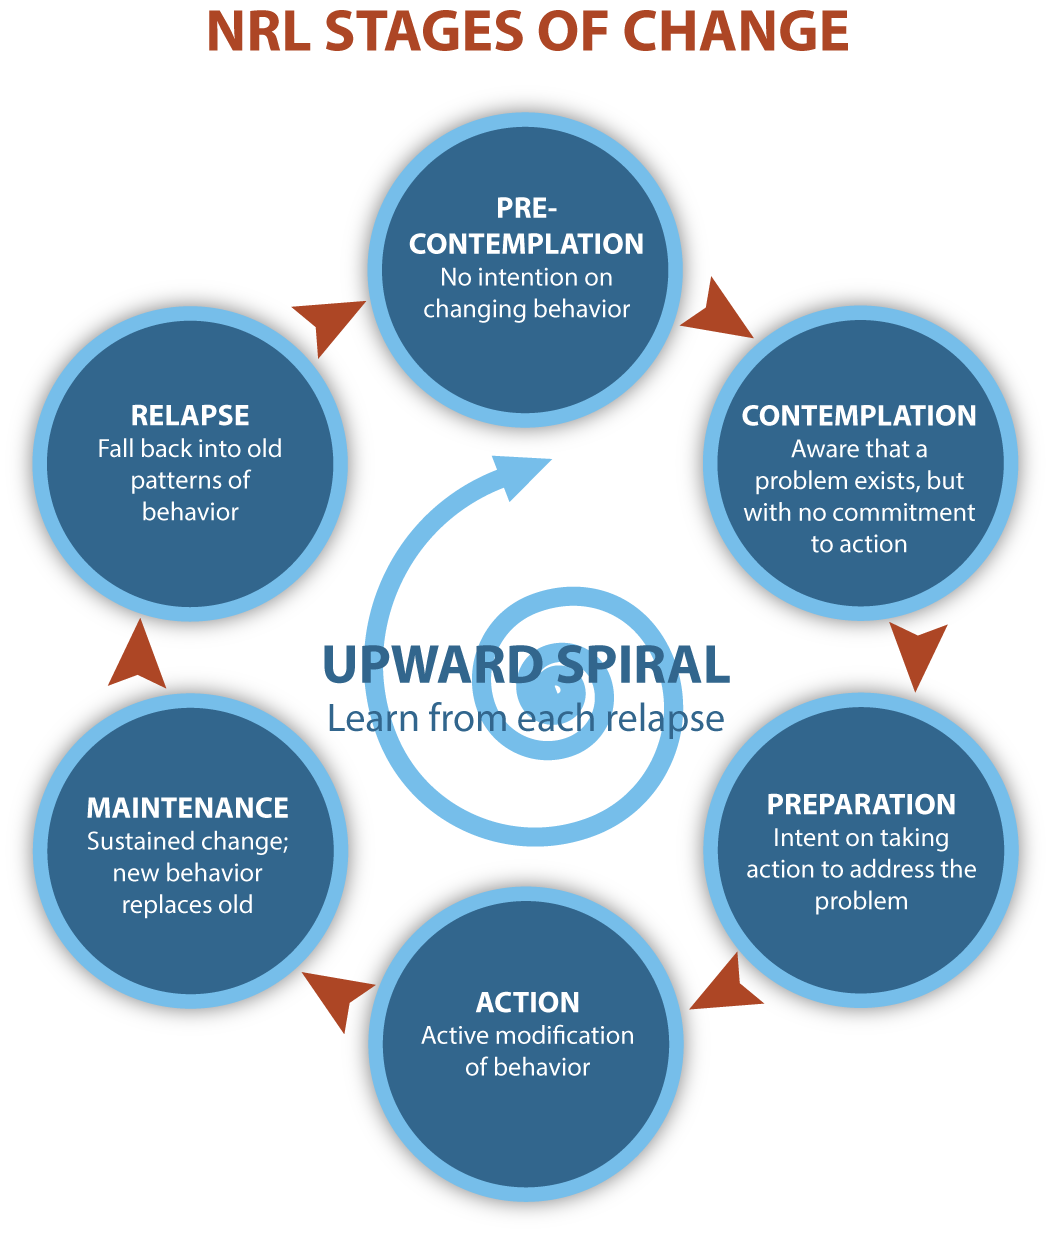 NRL STAGES OF CHANGE
PRE-
CONTEMPLATION
No intention on
changing behavior
CONTEMPLATION
Aware that a
problem exists, but
with no commitment
to action
PREPARATION
Intent on taking
action to address the
problem
ACTION
Active modification
of behavior
MAINTENANCE
Sustained change;
new behavior
replaces old
RELAPSE
Fall back into old
patterns of
behavior
UPWARD SPIRAL
Learn from each relapse